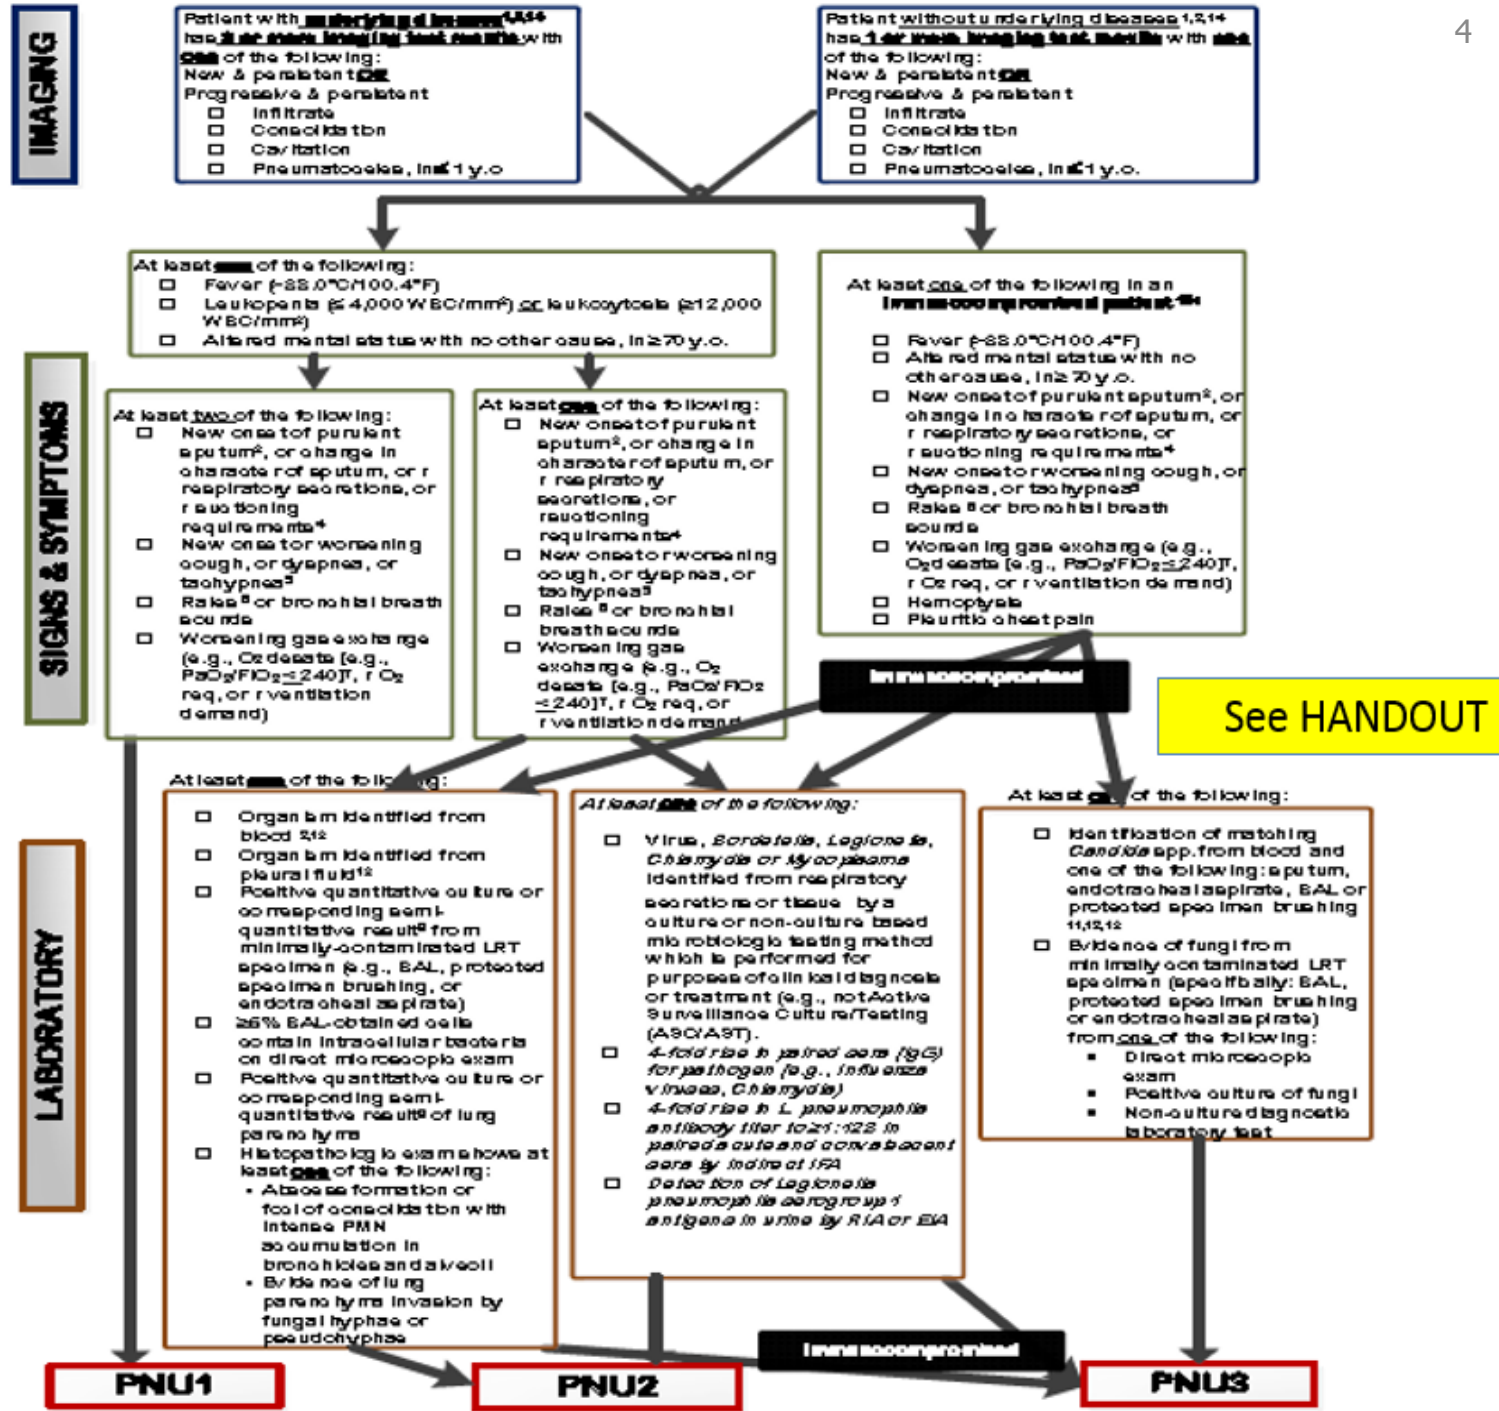 4
IMAGING
Patient with underlying diseases
has 2 or more imaging test results with
one of the following:
New & persistent OR
Progressive & persistent
Infiltrate
Consolidation
Cavitation
Pneumatoceles, in ≤ 1 y.o
Patient without underlying diseases 1,2,14
has 1 or more imaging test results with one
of the following:
New & persistent OR
Progressive & persistent
Infiltrate
Consolidation
Cavitation
Pneumatoceles, in ≤ 1 y.o.
SIGNS & SYMPTOMS
At least one of the following:
Fever (>38.0°C/100.4°F)
Leukopenia (≤ 4,000 WBC/mm³) or leukocytosis (≥12,000
WBC/mm³)
Altered mental status with no other cause, in ≥70 y.o.
At least two of the following:
New onset of purulent
sputum³, or change in
character of sputum, or
respiratory secretions, or
suctioning
requirements⁴
New onset or worsening
cough, or dyspnea, or
tachypnea⁵
Rales ⁶ or bronchial breath
sounds
Worsening gas exchange
(e.g., O₂ desats [e.g.,
PaO₂/FiO₂ ≤ 240]⁷, O₂
req, or ventilation
demand)
At least one of the following:
New onset of purulent
sputum³, or change in
character of sputum, or
respiratory
secretions, or
suctioning
requirements⁴
New onset or worsening
cough, or dyspnea, or
tachypnea⁵
Rales ⁶ or bronchial
breath sounds
Worsening gas
exchange (e.g., O₂
desats [e.g., PaO₂/FiO₂
≤ 240]⁷, O₂ req, or
ventilation demand
At least one of the following in an
immunocompromised patient
Fever (>38.0°C/100.4°F)
Altered mental status with no
other cause, in ≥ 70 y.o.
New onset of purulent sputum³, or
change in character of sputum, or
respiratory secretions, or
suctioning requirements⁴
New onset or worsening cough, or
dyspnea, or tachypnea⁵
Rales ⁶ or bronchial breath
sounds
Worsening gas exchange (e.g.,
O₂ desats [e.g., PaO₂/FiO₂ ≤ 240]⁷,
O₂ req, or ventilation demand)
Hemoptysis
Pleuritic chest pain
Immunocompromised
See HANDOUT
LABORATORY
At least one of the following:
Organism identified from
blood
Organism identified from
pleural fluid
Positive quantitative culture or
corresponding semi-
quantitative result⁹ from
minimally-contaminated LRT
specimen (e.g., BAL, protected
specimen brushing, or
endotracheal aspirate)
≥5% BAL-obtained cells
contain intracellular bacteria
on direct microscopic exam
Positive quantitative culture or
corresponding semi-
quantitative result⁹ of lung
parenchyma
Histopathologic exam shows at
least one of the following:
• Abscess formation or
foci of consolidation with
intense PMN
accumulation in
bronchioles and alveoli
• Evidence of lung
parenchyma invasion by
fungal hyphae or
pseudohyphae
At least one of the following:
Virus, Bordetella, Legionella,
Chlamydia or Mycoplasma
identified from respiratory
secretions or tissue by a
culture or non-culture based
microbiologic testing method
which is performed for
purposes of clinical diagnosis
or treatment (e.g., not Active
Surveillance Culture/Testing
(ASC/AST).
4-fold rise in paired sera (IgG)
for pathogen (e.g., influenza
viruses, Chlamydia)
4-fold rise in L. pneumophila
antibody titer to ≥1:128 in
paired acute and convalescent
sera by indirect IFA
Detection of Legionella
pneumophila serogroup 1
antigens in urine by RIA or EIA
At least one of the following:
Identification of matching
Candida spp. from blood and
one of the following: sputum,
endotracheal aspirate, BAL or
protected specimen brushing
Evidence of fungi from
minimally contaminated LRT
specimen (specifically: BAL,
protected specimen brushing
or endotracheal aspirate)
from one of the following:
Direct microscopic
exam
Positive culture of fungi
Non-culture diagnostic
laboratory test
Immunocompromised
PNU1
PNU2
PNU3